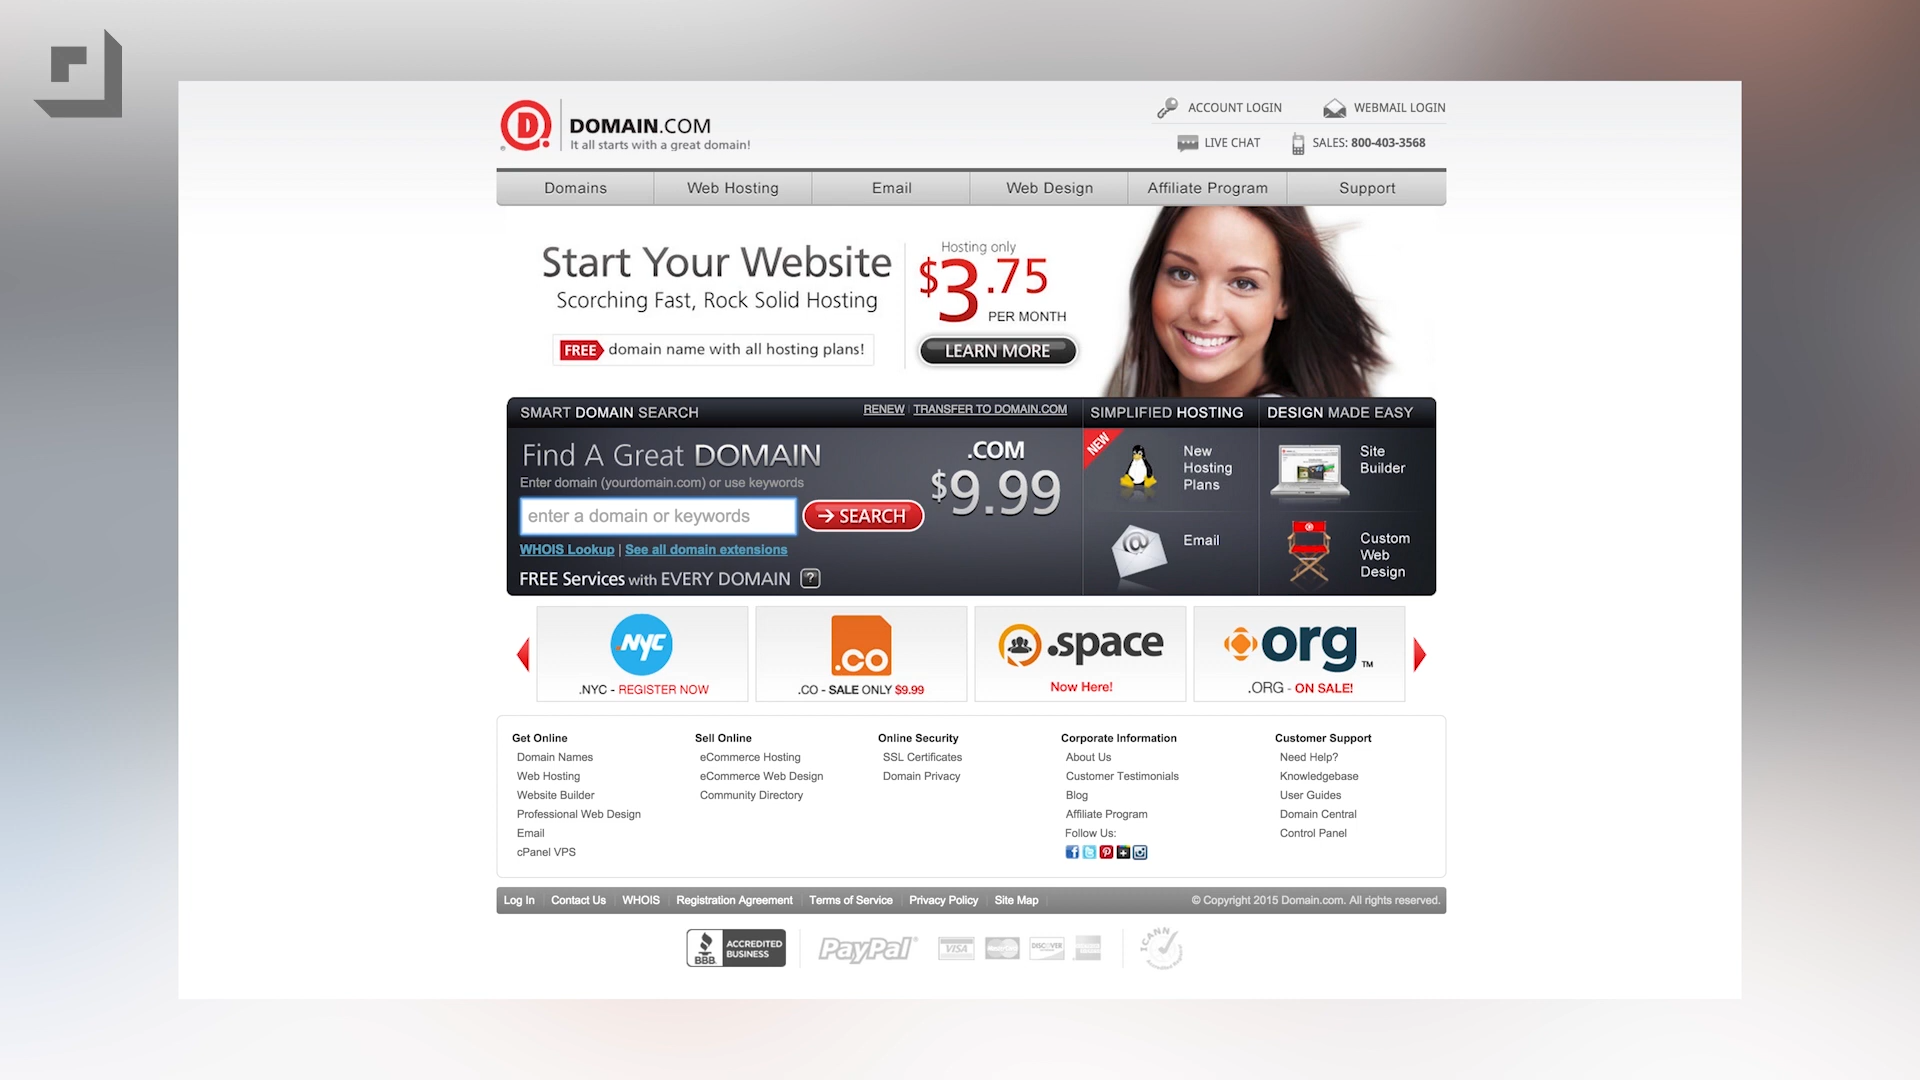 DOMAIN.COM
It all starts with a great domain!
ACCOUNT LOGIN
WEBMAIL LOGIN
LIVE CHAT
SALES: 800-403-3568
Domains
Web Hosting
Email
Web Design
Affiliate Program
Support
Start Your Website
Scorching Fast, Rock Solid Hosting
FREE domain name with all hosting plans!
Hosting only
$3.75
PER MONTH
LEARN MORE
SMART DOMAIN SEARCH
RENEW | TRANSFER TO DOMAIN.COM
Find A Great DOMAIN
Enter domain (yourdomain.com) or use keywords
enter a domain or keywords
SEARCH
WHOIS Lookup | See all domain extensions
FREE Services with EVERY DOMAIN ?
.COM
$9.99
SIMPLIFIED HOSTING
NEW
New
Hosting
Plans
Email
DESIGN MADE EASY
Site
Builder
Custom
Web
Design
.NYC
.NYC - REGISTER NOW
.co
.CO - SALE ONLY $9.99
.space
Now Here!
org TM
.ORG - ON SALE!
Get Online
Domain Names
Web Hosting
Website Builder
Professional Web Design
Email
cPanel VPS
Sell Online
eCommerce Hosting
eCommerce Web Design
Community Directory
Online Security
SSL Certificates
Domain Privacy
Corporate Information
About Us
Customer Testimonials
Blog
Affiliate Program
Follow Us:
Customer Support
Need Help?
Knowledgebase
User Guides
Domain Central
Control Panel
Log In
Contact Us
WHOIS
Registration Agreement
Terms of Service
Privacy Policy
Site Map
© Copyright 2015 Domain.com. All rights reserved.
BBB.
ACCREDITED
BUSINESS
PayPal
VISA
DISCOVER
ICANN